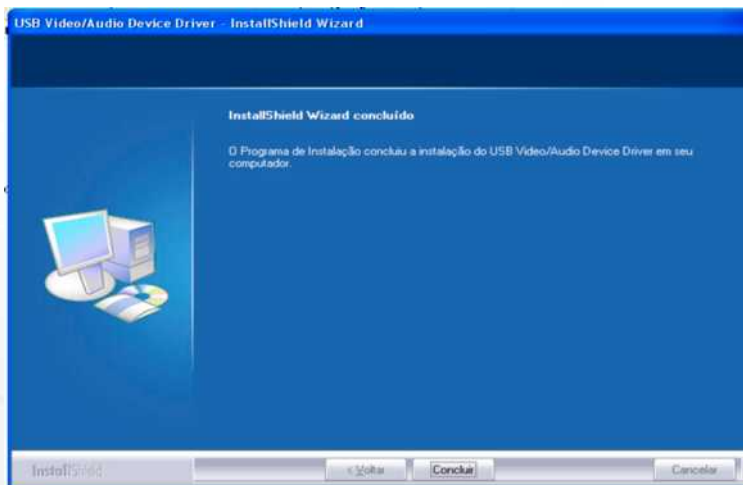 USB Video/Audio Device Driver - InstallShield Wizard
InstallShield Wizard concluído
O Programa de Instalação concluiu a instalação do USB Video/Audio Device Driver em seu
computador.
InstallShield
< Voltar
Concluir
Cancelar